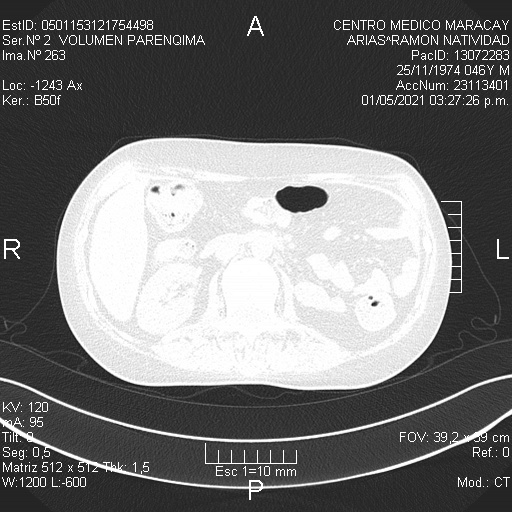 EstID: 0501153121754498
Ser.Nº 2 VOLUMEN PARENQIMA
Ima.Nº 263
Loc: -1243 Ax
Ker.: B50f
A
CENTRO MEDICO MARACAY
ARIAS^RAMON NATIVIDAD
PacID: 13072283
25/11/1974 046Y M
AccNum: 23113401
01/05/2021 03:27:26 p.m.
R
L
KV: 120
mA: 95
Tilt: 0
Seg: 0,5
Matriz 512 x 512 Thk: 1,5
W:1200 L:-600
Esc 1=10 mm
P
FOV: 39,2 x 39 cm
Ref.: 0
Mod.: CT